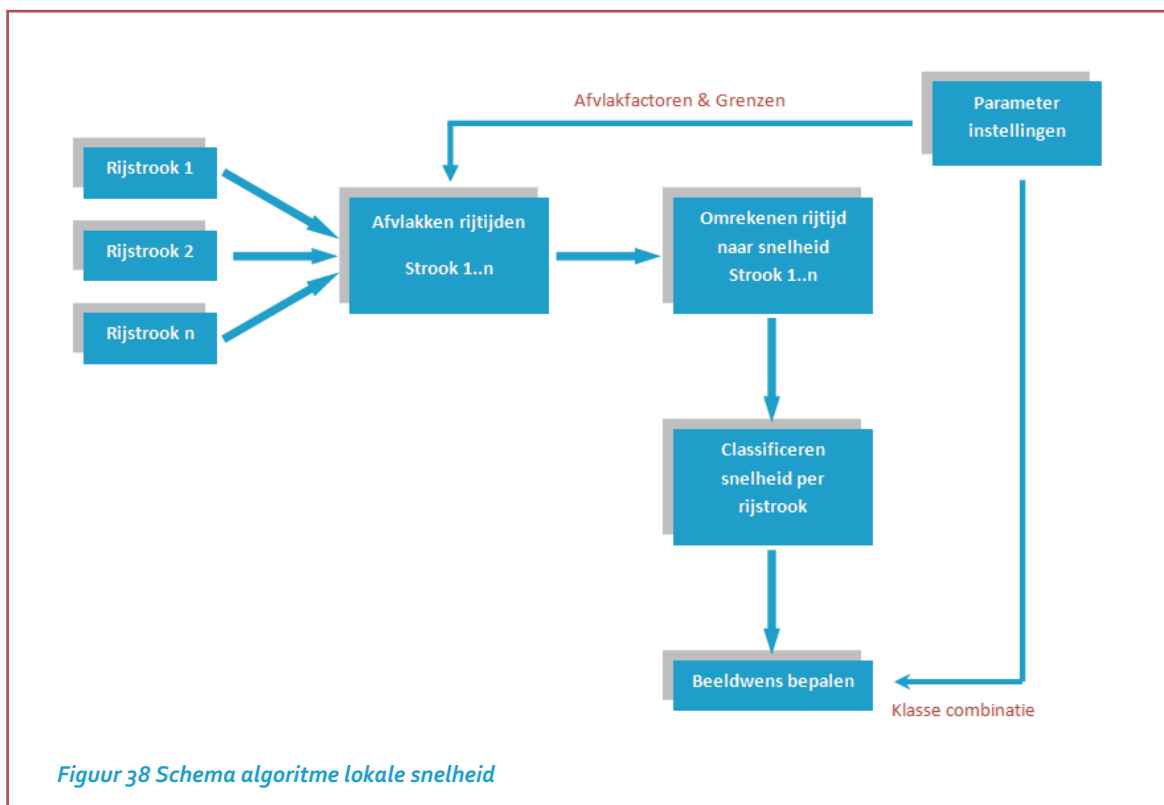 Afvlakfactoren & Grenzen
Parameter
instellingen
Rijstrook 1
Rijstrook 2
Rijstrook n
Afvlakken rijtijden
Strook 1..n
Omrekenen rijtijd
naar snelheid
Strook 1..n
Classificeren
snelheid per
rijstrook
Beeldwens bepalen
Klasse combinatie
Figuur 38 Schema algoritme lokale snelheid